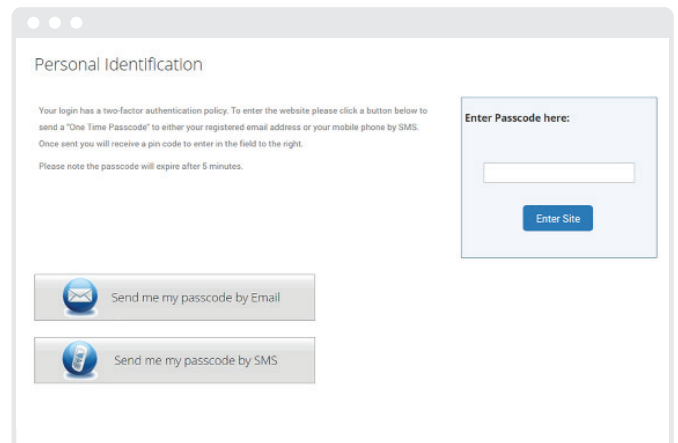 Personal Identification
Your login has a two-factor authentication policy. To enter the website please click a button below to
send a "One Time Passcode" to either your registered email address or your mobile phone by SMS.
Once sent you will receive a pin code to enter in the field to the right.
Please note the passcode will expire after 5 minutes.
Enter Passcode here:
Enter Site
Send me my passcode by Email
Send me my passcode by SMS